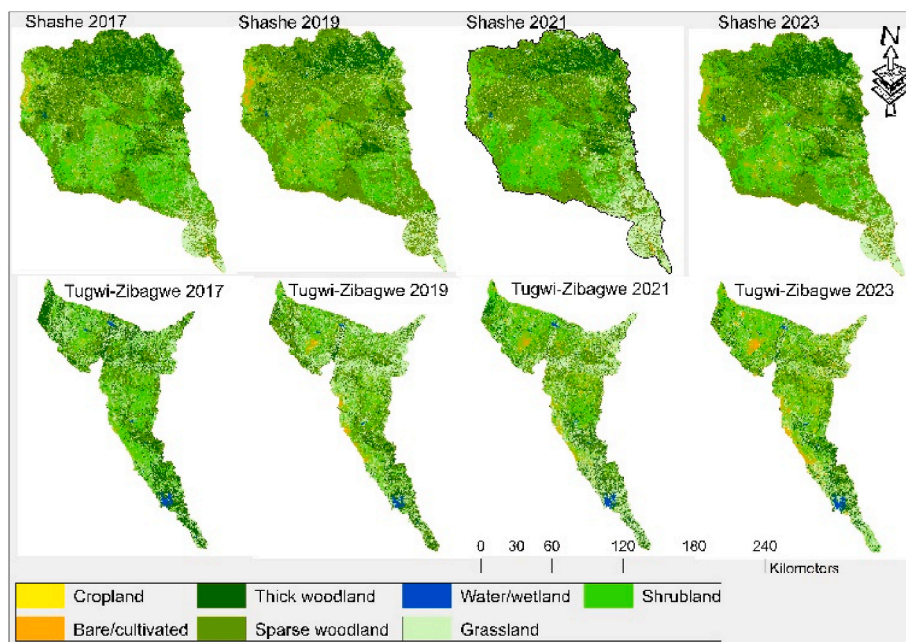 Shashe 2017 Shashe 2019 Shashe 2021 Shashe 2023
N
Tugwi-Zibagwe 2017 Tugwi-Zibagwe 2019 Tugwi-Zibagwe 2021 Tugwi-Zibagwe 2023
0 30 60 120 180 240
Kilometers
Cropland Thick woodland Water/wetland Shrubland
Bare/cultivated Sparse woodland Grassland